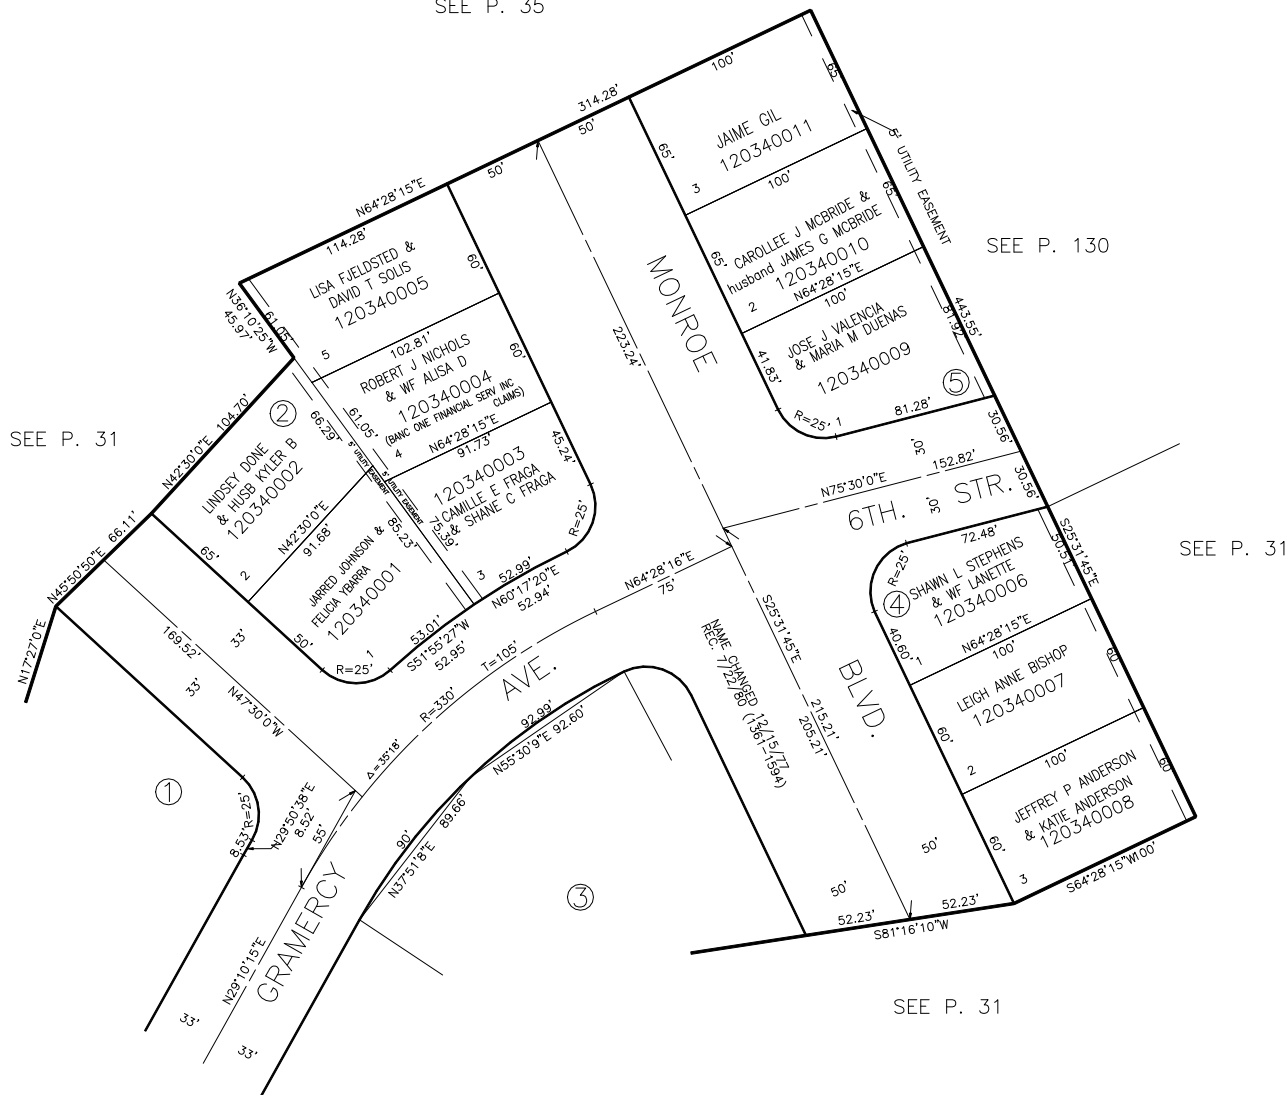 SEE P. 35
100'
65'
314.28'
50'
JAIME GIL
120340011
65'
3
5' UTILITY EASEMENT
50'
N64°28'15"E
114.28'
100'
65'
CAROLLEE J MCBRIDE &
husband JAMES G MCBRIDE
120340010
65'
2
N64°28'15"E
100'
SEE P. 130
LISA FJELDSTED &
DAVID T SOLIS
120340005
60'
5
MONROE
223.24'
N36°10'25"W
45.97'
61.05'
JOSE J VALENCIA
& MARIA M DUENAS
120340009
41.83'
443.55'
81.92'
5
R=25'
1
81.28'
102.81'
ROBERT J NICHOLS
& WF ALISA D
120340004
(BANC ONE FINANCIAL SERV INC
CLAIMS)
60'
61.05'
4
N64°28'15"E
91.73'
SEE P. 31
N42°30'0"E
104.70'
2
66.29'
LINDSEY DONE
& HUSB KYLER B
120340002
65'
2
5' UTILITY EASEMENT
5' UTILITY EASEMENT
120340003
CAMILLE E FRAGA
& SHANE C FRAGA
45.24'
R=25'
75.39'
3
52.99'
N60°17'20"E
52.94'
30.56'
30'
152.82'
N75°30'0"E
6TH. STR.
30'
30.56'
N42°30'0"E
91.68'
JARRED JOHNSON &
FELICIA YBARRA
120340001
85.23'
50'
1
R=25'
53.01'
S51°55'27"W
52.95'
66.11'
N45°50'50"E
N17°27'0"E
72.48'
R=25'
4
SHAWN L STEPHENS
& WF LANETTE
120340006
50.51'
S25°31'45"E
SEE P. 31
40.60'
1
N64°28'15"E
100'
N64°28'16"E
75'
169.52'
33'
33'
N47°30'0"W
T=105'
AVE.
R=330'
Δ=35°18'
S25°31'45"E
NAME CHANGED 12/15/77
REC. 7/22/80 (1361-1594)
215.21'
205.21'
BLVD.
LEIGH ANNE BISHOP
120340007
60'
60'
2
100'
92.99'
N55°30'9"E 92.60'
1
R=25'
8.53'
N29°50'38"E
8.52'
55'
90'
89.66'
N37°51'8"E
JEFFREY P ANDERSON
& KATIE ANDERSON
120340008
60'
60'
3
S64°28'15"W
100'
3
50'
50'
52.23'
52.23'
S81°16'10"W
GRAMERCY
N29°10'15"E
33'
33'
SEE P. 31